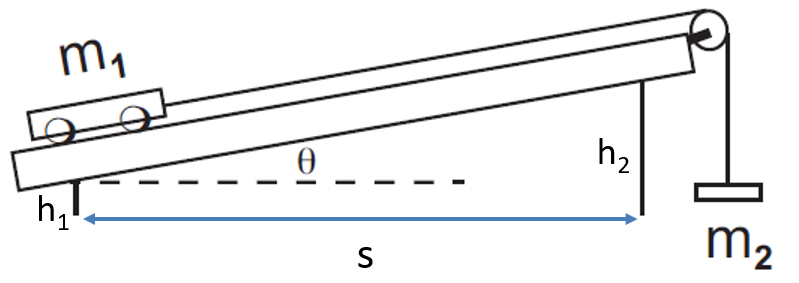 m₁
θ
h₂
h₁
s
m₂